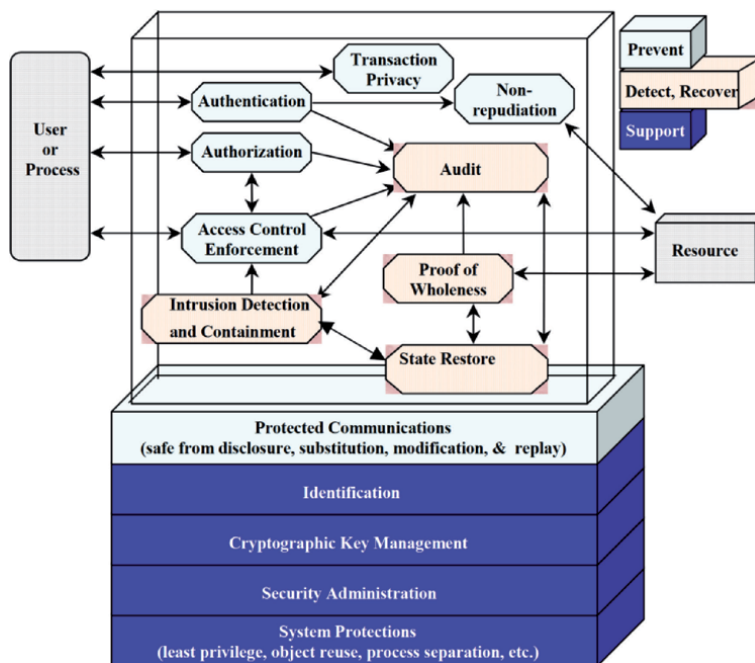 Prevent
Detect, Recover
Support
User
or
Process
Transaction
Privacy
Authentication
Non-
repudiation
Authorization
Audit
Access Control
Enforcement
Resource
Proof of
Wholeness
Intrusion Detection
and Containment
State Restore
Protected Communications
(safe from disclosure, substitution, modification, & replay)
Identification
Cryptographic Key Management
Security Administration
System Protections
(least privilege, object reuse, process separation, etc.)